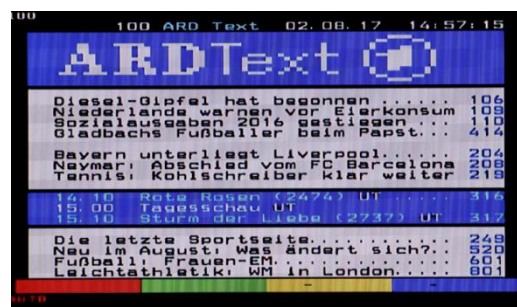 100
100 ARD Text 02.08.17 14:57:15
ARDText
Diesel-Gipfel hat begonnen...... 106
Niederlande warnen vor Eierkonsum 109
Sozialausgaben 2016 gestiegen ... 110
Gladbachs Fußballer beim Papst... 414
Bayern unterliegt Liverpool..... 204
Neymar: Abschied vom FC Barcelona 208
Tennis: Kohlschreiber klar weiter 219
14.10 Rote Rosen (2474) UT ..... 316
15.00 Tagesschau UT
15.10 Sturm der Liebe (2737) UT 317
Die letzte Sportseite........... 249
Neu im August: Was ändert sich?. 520
Fußball: Frauen-EM.............. 601
Leichtathletik: WM in London.... 801